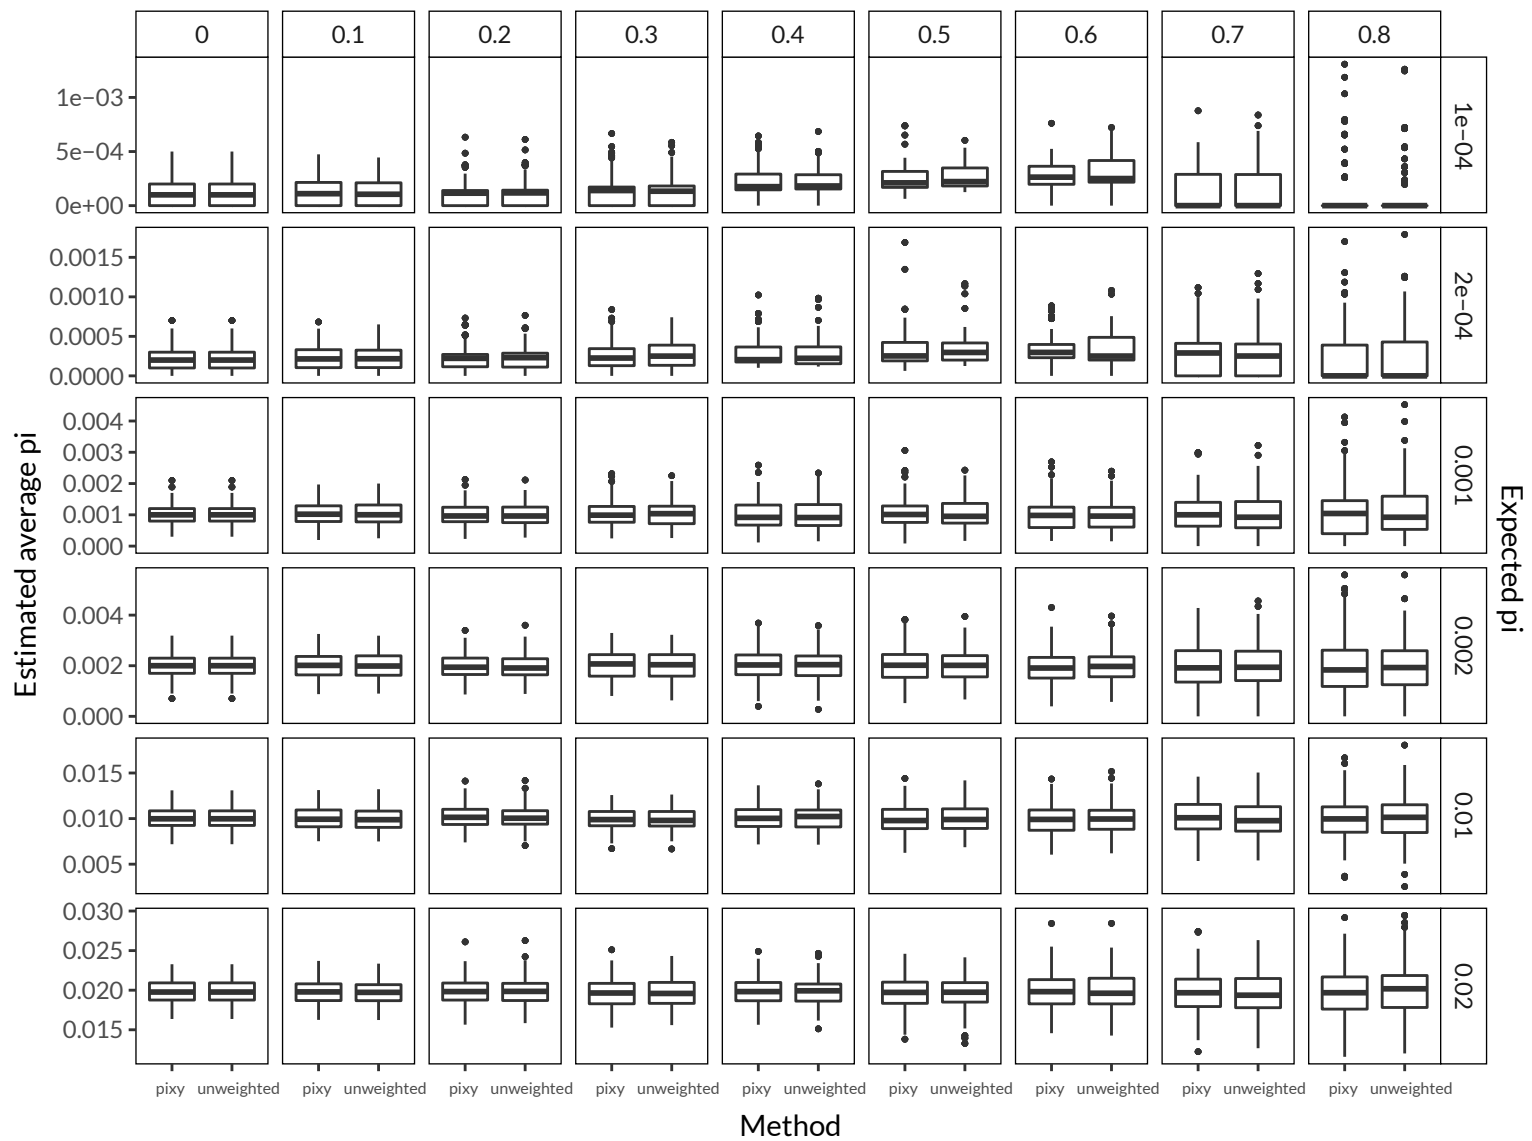 0 0.1 0.2 0.3 0.4 0.5 0.6 0.7 0.8
1e−03
5e−04
0e+00
1e−04
0.0015
0.0010
0.0005
0.0000
2e−04
0.004
0.003
0.002
0.001
0.000
0.001
0.004
0.002
0.000
0.002
0.015
0.010
0.005
0.01
0.030
0.025
0.020
0.015
0.02
Estimated average pi
Expected pi
pixy unweighted pixy unweighted pixy unweighted pixy unweighted pixy unweighted pixy unweighted pixy unweighted pixy unweighted pixy unweighted
Method